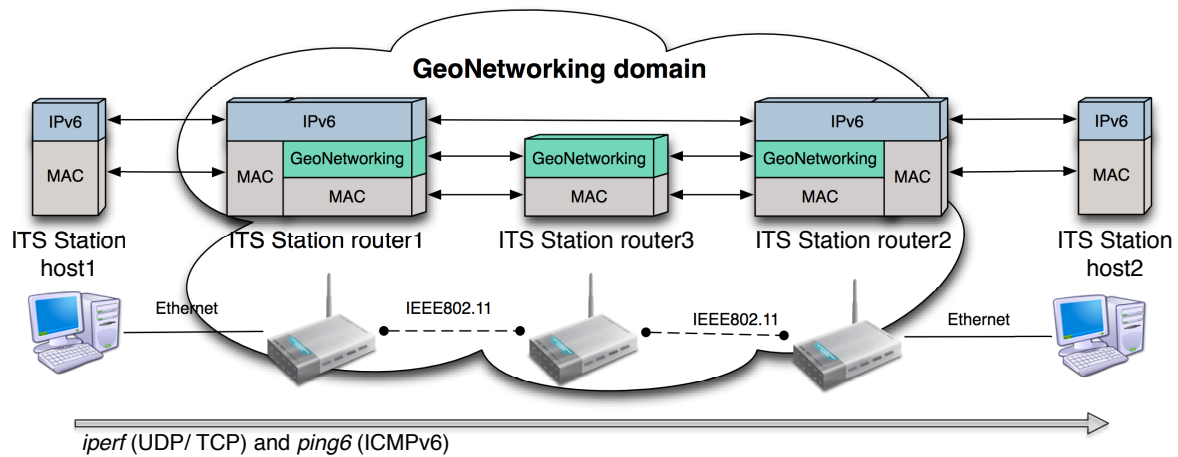 GeoNetworking domain
IPv6
IPv6
IPv6
IPv6
MAC
MAC
GeoNetworking
MAC
GeoNetworking
MAC
GeoNetworking
MAC
MAC
MAC
ITS Station
host1
ITS Station router1
ITS Station router3
ITS Station router2
ITS Station
host2
Ethernet
IEEE802.11
IEEE802.11
Ethernet
iperf (UDP/ TCP) and ping6 (ICMPv6)